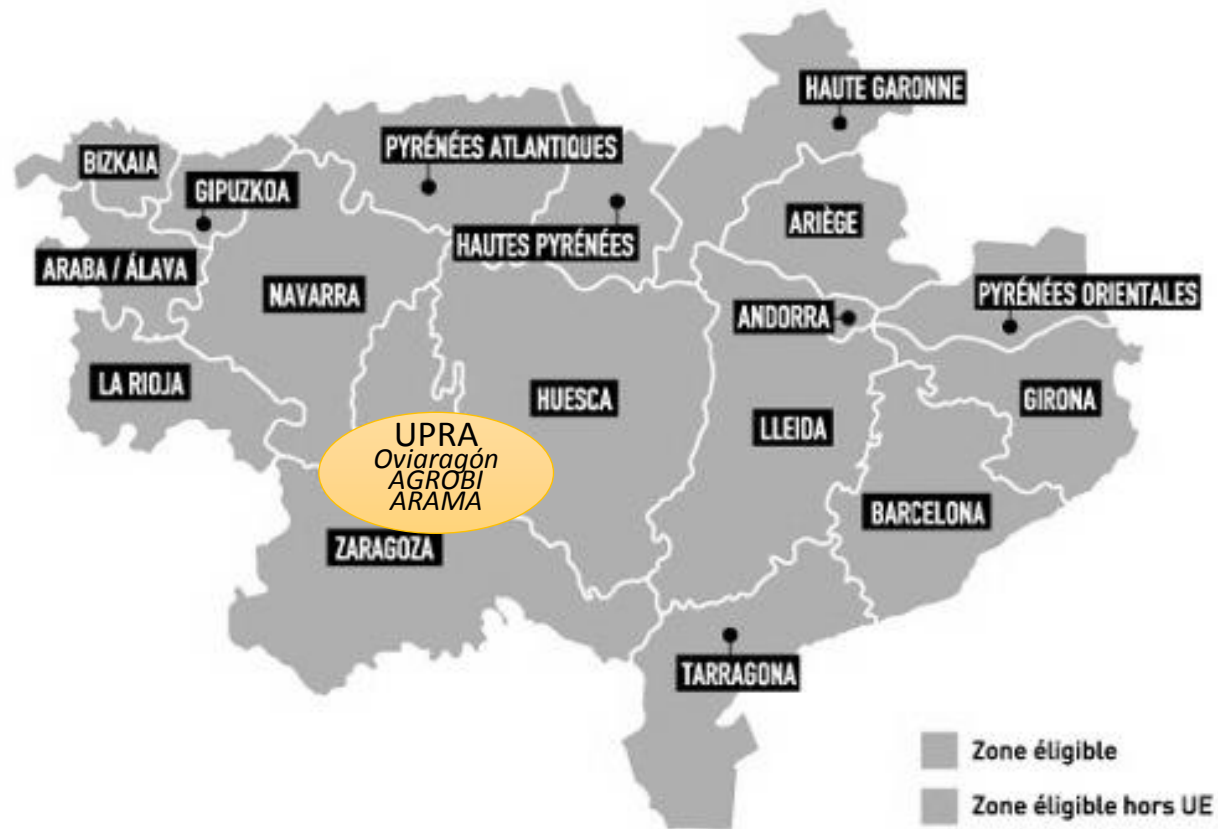 HAUTE GARONNE
PYRÉNÉES ATLANTIQUES
BIZKAIA
GIPUZKOA
ARIÈGE
HAUTES PYRÉNÉES
ARABA / ÁLAVA
NAVARRA
PYRÉNÉES ORIENTALES
ANDORRA
LA RIOJA
HUESCA
GIRONA
LLEIDA
UPRA
Oviaragón
AGROBI
ARAMA
BARCELONA
ZARAGOZA
TARRAGONA
Zone éligible
Zone éligible hors UE